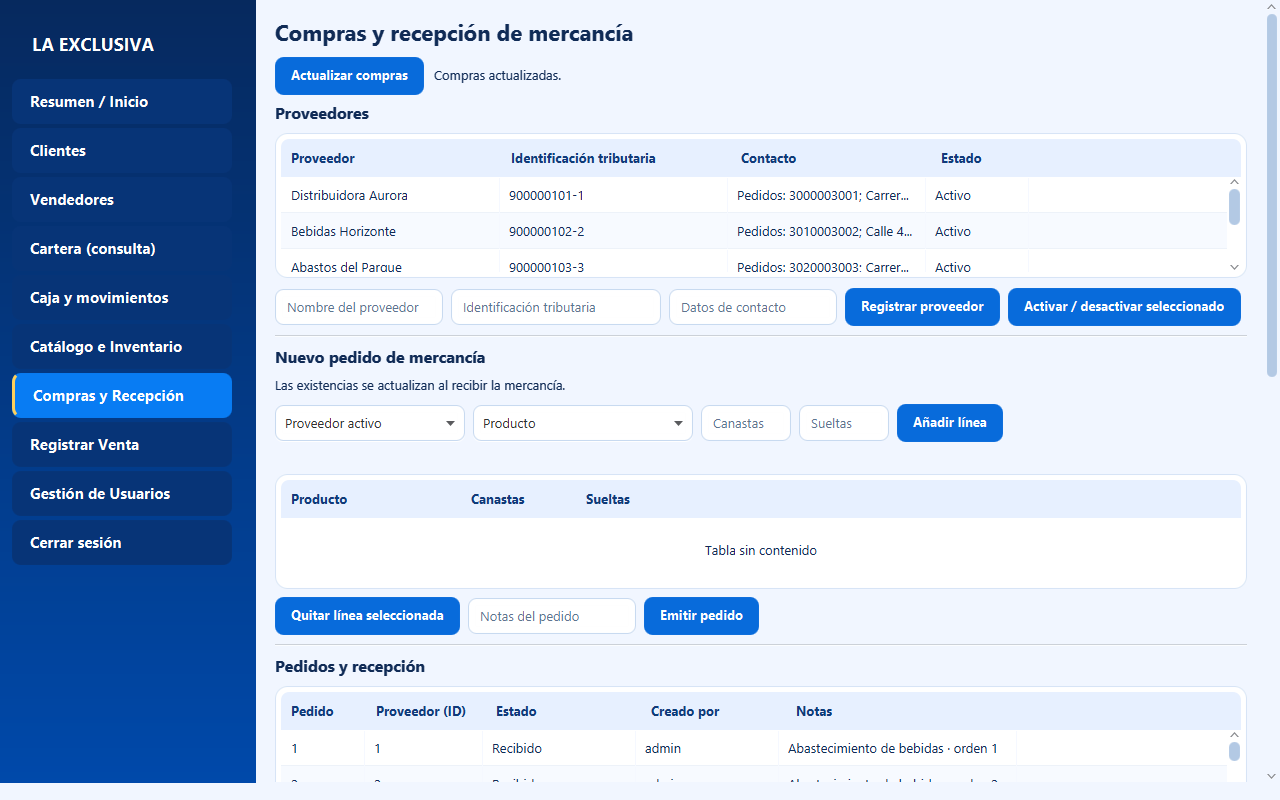 LA EXCLUSIVA
Resumen / Inicio
Clientes
Vendedores
Cartera (consulta)
Caja y movimientos
Catálogo e Inventario
Compras y Recepción
Registrar Venta
Gestión de Usuarios
Cerrar sesión
Compras y recepción de mercancía
Actualizar compras Compras actualizadas.
Proveedores
Proveedor Identificación tributaria Contacto Estado
Distribuidora Aurora 900000101-1 Pedidos: 3000003001; Carrer... Activo
Bebidas Horizonte 900000102-2 Pedidos: 3010003002; Calle 4... Activo
Abastos del Parque 900000103-3 Pedidos: 3020003003; Carrer... Activo
Nombre del proveedor Identificación tributaria Datos de contacto Registrar proveedor Activar / desactivar seleccionado
Nuevo pedido de mercancía
Las existencias se actualizan al recibir la mercancía.
Proveedor activo Producto Canastas Sueltas Añadir línea
Producto Canastas Sueltas
Tabla sin contenido
Quitar línea seleccionada Notas del pedido Emitir pedido
Pedidos y recepción
Pedido Proveedor (ID) Estado Creado por Notas
1 1 Recibido admin Abastecimiento de bebidas · orden 1